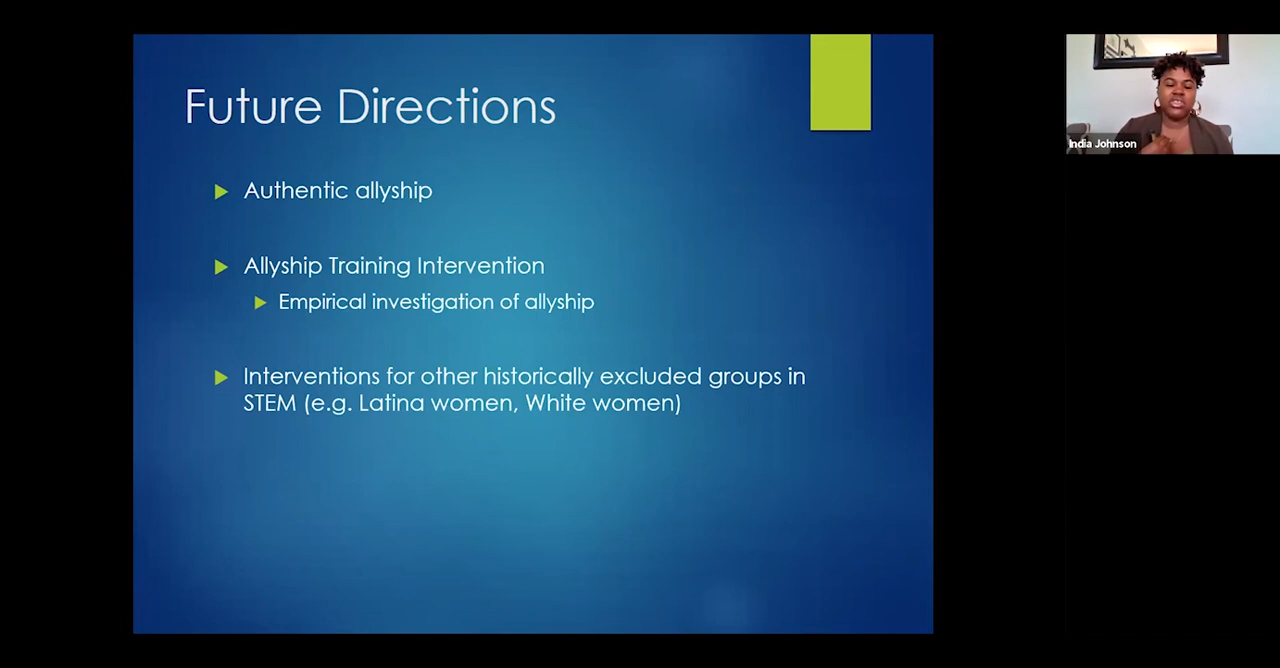 Future Directions
Authentic allyship
Allyship Training Intervention
Empirical investigation of allyship
Interventions for other historically excluded groups in
STEM (e.g. Latina women, White women)
India Johnson